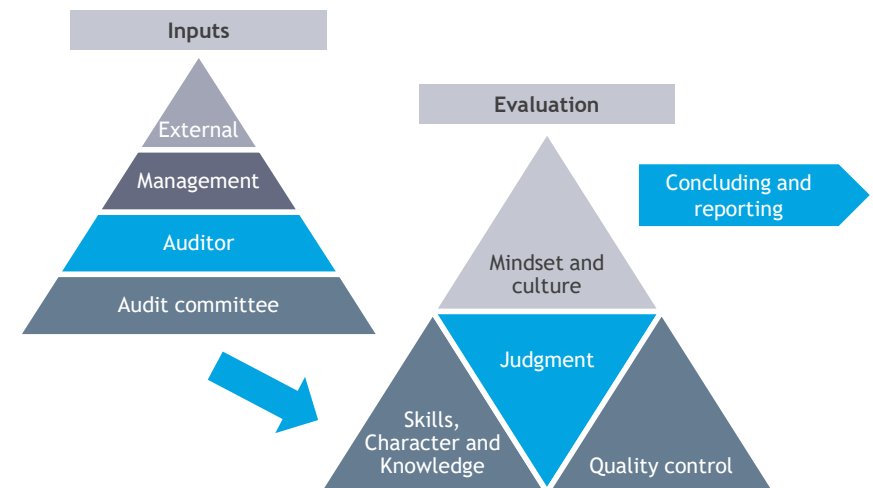 Inputs
External
Management
Auditor
Audit committee
Evaluation
Mindset and
culture
Judgment
Skills,
Character and
Knowledge
Quality control
Concluding and
reporting